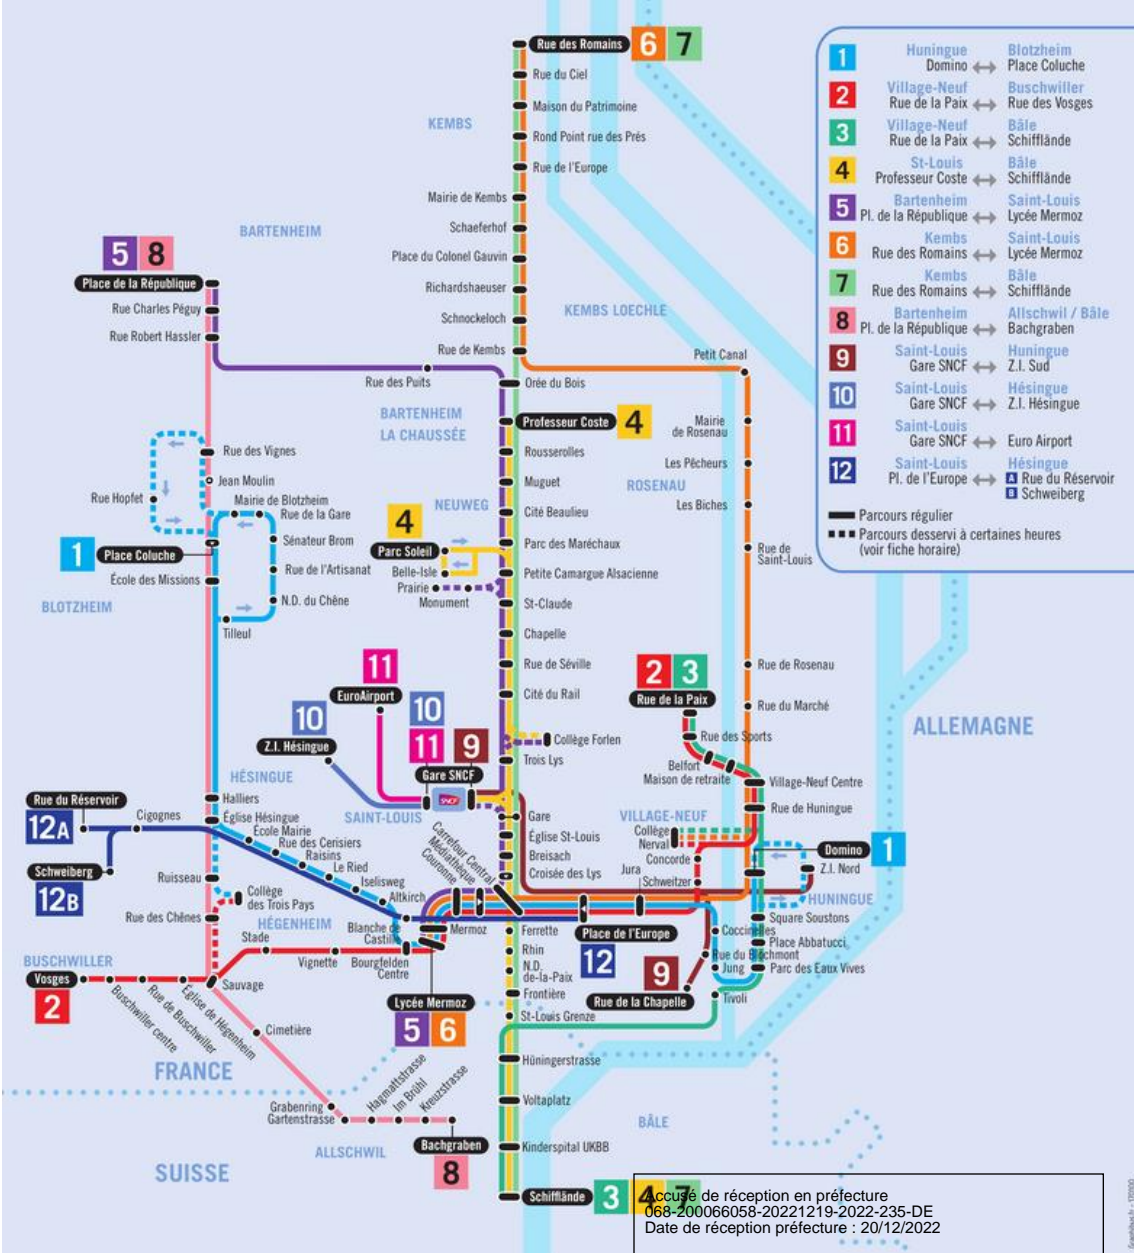 Rue des Romains 6 7
Rue du Ciel
Maison du Patrimoine
Rond Point rue des Prés
Rue de l'Europe
KEMBS
Mairie de Kembs
Schaeferhof
Place du Colonel Gauvin
Richardshaeuser
Schnockeloch
Rue de Kembs
KEMBS LOECHLE
BARTENHEIM
5 8
Place de la République
Rue Charles Péguy
Rue Robert Hassler
Rue des Puits
Orée du Bois
Petit Canal
BARTENHEIM
LA CHAUSSÉE
Professeur Coste 4
Mairie
de Rosenau
Rousserolles
Les Pêcheurs
Muguet
ROSENAU
Cité Beaulieu
Les Biches
NEUWEG
4
Parc Soleil
Parc des Maréchaux
Belle-Isle
Petite Camargue Alsacienne
Prairie
Monument
St-Claude
Rue de
Saint-Louis
Chapelle
Rue de Séville
Cité du Rail
Rue de Rosenau
Rue du Marché
Rue des Vignes
Jean Moulin
Rue Hopfet
Mairie de Blotzheim
Rue de la Gare
Sénateur Brom
1 Place Coluche
Rue de l'Artisanat
École des Missions
N.D. du Chêne
BLOTZHEIM
Tilleul
11
EuroAirport
10
Z.I. Hésingue
10
11 9
Gare SNCF
SNCF
SAINT-LOUIS
Collège Forlen
Trois Lys
2 3
Rue de la Paix
Rue des Sports
Belfort
Maison de retraite
Village-Neuf Centre
Rue de Huningue
ALLEMAGNE
HÉSINGUE
Halliers
Rue du Réservoir
12A
Cigognes
Église Hésingue
École Mairie
Rue des Cerisiers
Raisins
Le Ried
Iselisweg
Altkirch
Schweiberg
12B
Ruisseau
Collège
des Trois Pays
Rue des Chênes
HÉGENHEIM
Blanche de
Castille
Bourgfelden
Centre
Couronne
Médiathèque
Carrefour Central
Mermoz
Gare
Église St-Louis
Breisach
Croisée des Lys
VILLAGE-NEUF
Collège
Nerval
Concorde
Jura
Schweitzer
Domino 1
Z.I. Nord
HUNINGUE
Square Soustons
Place Abbatucci
Parc des Eaux Vives
Coccinelles
Rue du Blochmont
Jung
Tivoli
Place de l'Europe
12
9
Rue de la Chapelle
Ferrette
Rhin
N.D.
de-la-Paix
Frontière
St-Louis Grenze
Stade
Vignette
BUSCHWILLER
Vosges
2
Buschwiller centre
Rue de Buschwiller
Église de Hégenheim
Sauvage
Cimetière
FRANCE
Lycée Mermoz
5 6
Hüningerstrasse
Voltaplatz
Kinderspital UKBB
BÂLE
Grabenring
Gartenstrasse
Hagmattstrasse
Im Brühl
Kreuzstrasse
ALLSCHWIL
Bachgraben
8
SUISSE
Schifflände 3 4 7
1 Huningue Blotzheim
Domino Place Coluche
2 Village-Neuf Buschwiller
Rue de la Paix Rue des Vosges
3 Village-Neuf Bâle
Rue de la Paix Schifflände
4 St-Louis Bâle
Professeur Coste Schifflände
5 Bartenheim Saint-Louis
Pl. de la République Lycée Mermoz
6 Kembs Saint-Louis
Rue des Romains Lycée Mermoz
7 Kembs Bâle
Rue des Romains Schifflände
8 Bartenheim Allschwil / Bâle
Pl. de la République Bachgraben
9 Saint-Louis Huningue
Gare SNCF Z.I. Sud
10 Saint-Louis Hésingue
Gare SNCF Z.I. Hésingue
11 Saint-Louis
Gare SNCF Euro Airport
12 Saint-Louis Hésingue
Pl. de l'Europe A Rue du Réservoir
B Schweiberg
Parcours régulier
Parcours desservi à certaines heures
(voir fiche horaire)
Accusé de réception en préfecture
068-200066058-20221219-2022-235-DE
Date de réception préfecture : 20/12/2022